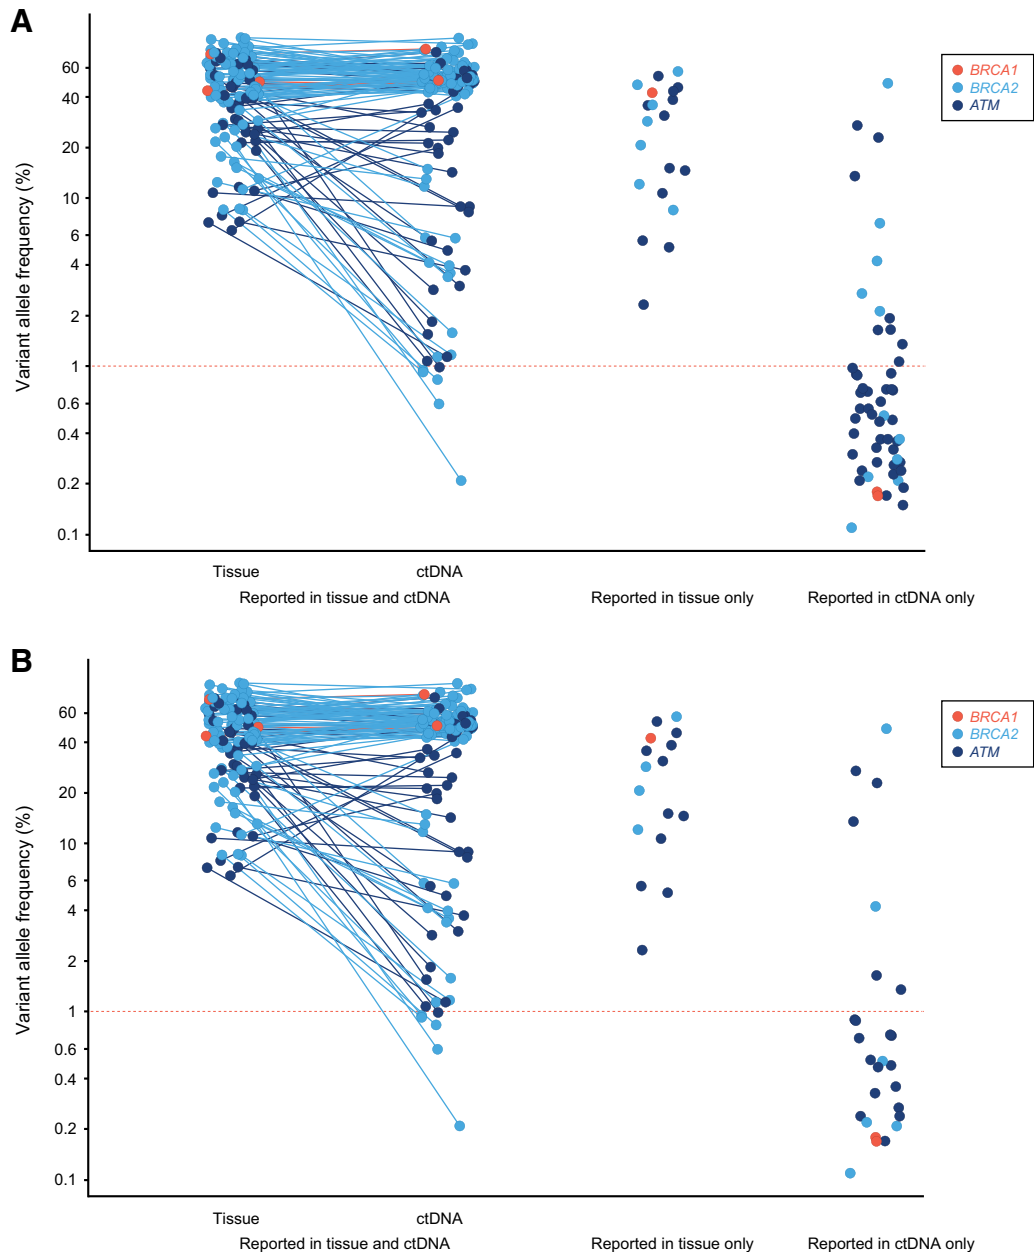 A
Variant allele frequency (%)
60
40
20
10
6
4
2
1
0.6
0.4
0.2
0.1
BRCA1
BRCA2
ATM
Tissue ctDNA
Reported in tissue and ctDNA Reported in tissue only Reported in ctDNA only
B
Variant allele frequency (%)
60
40
20
10
6
4
2
1
0.6
0.4
0.2
0.1
BRCA1
BRCA2
ATM
Tissue ctDNA
Reported in tissue and ctDNA Reported in tissue only Reported in ctDNA only